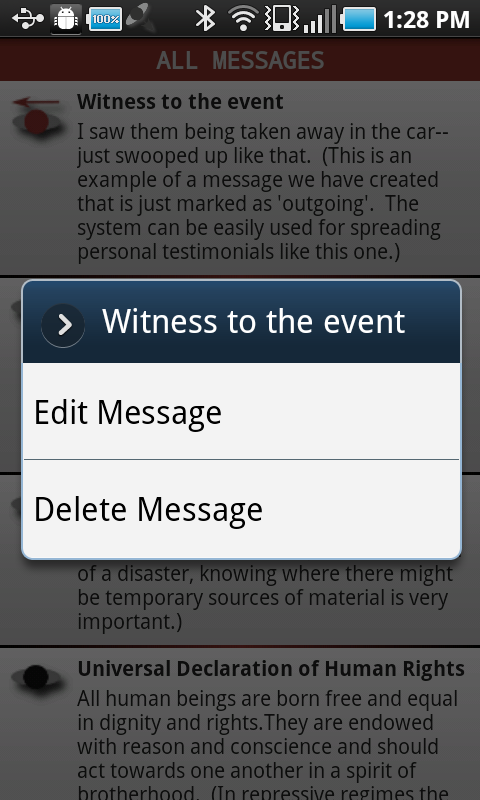 100%
1:28 PM
ALL MESSAGES
Witness to the event
I saw them being taken away in the car--
just swooped up like that.  (This is an
example of a message we have created
that is just marked as 'outgoing'.  The
system can be easily used for spreading
personal testimonials like this one.)
Witness to the event
Edit Message
Delete Message
of a disaster, knowing where there might
be temporary sources of material is very
important.)
Universal Declaration of Human Rights
All human beings are born free and equal
in dignity and rights.They are endowed
with reason and conscience and should
act towards one another in a spirit of
brotherhood.  (In repressive regimes the